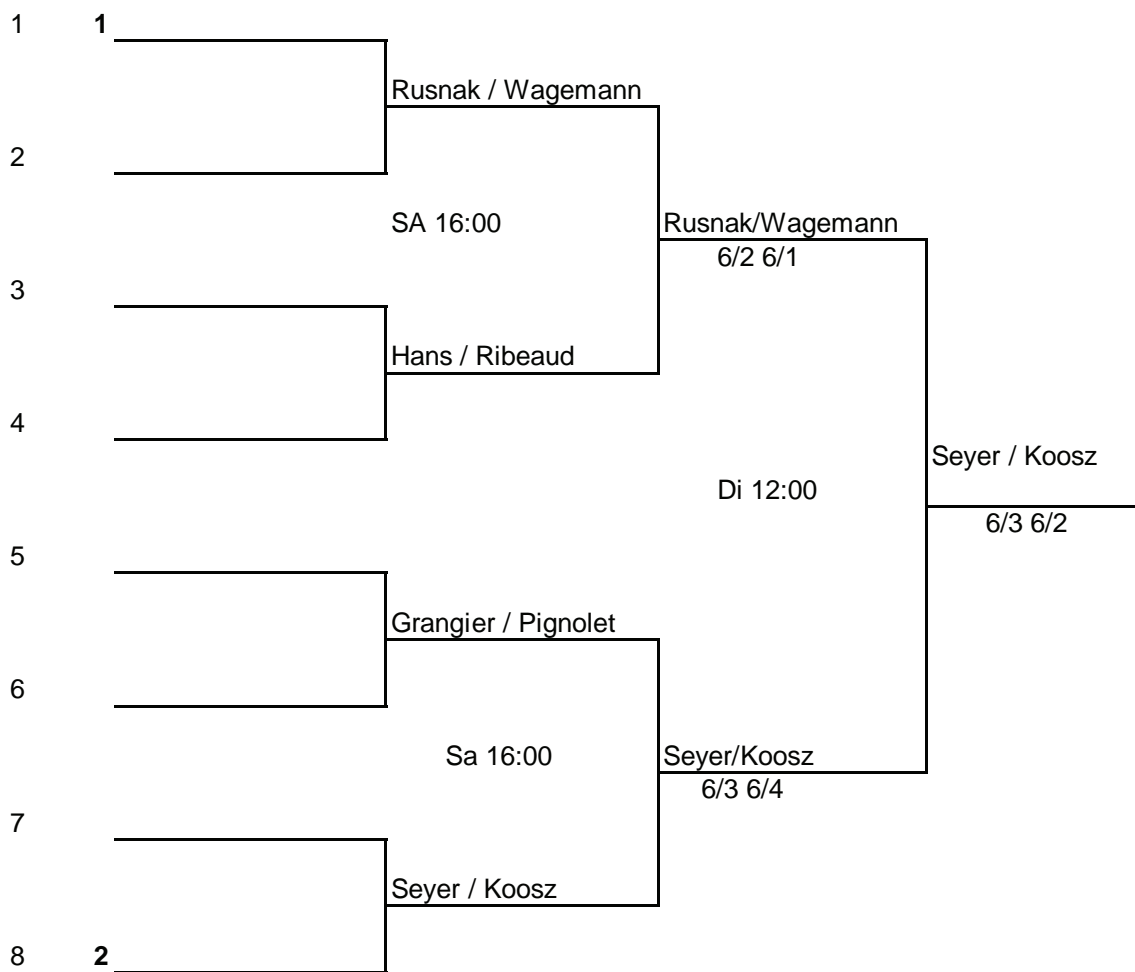 1 1
Rusnak / Wagemann
2
SA 16:00 Rusnak/Wagemann
6/2 6/1
3
Hans / Ribeaud
4
Seyer / Koosz
Di 12:00
6/3 6/2
5
Grangier / Pignolet
6
Sa 16:00 Seyer/Koosz
6/3 6/4
7
Seyer / Koosz
8 2